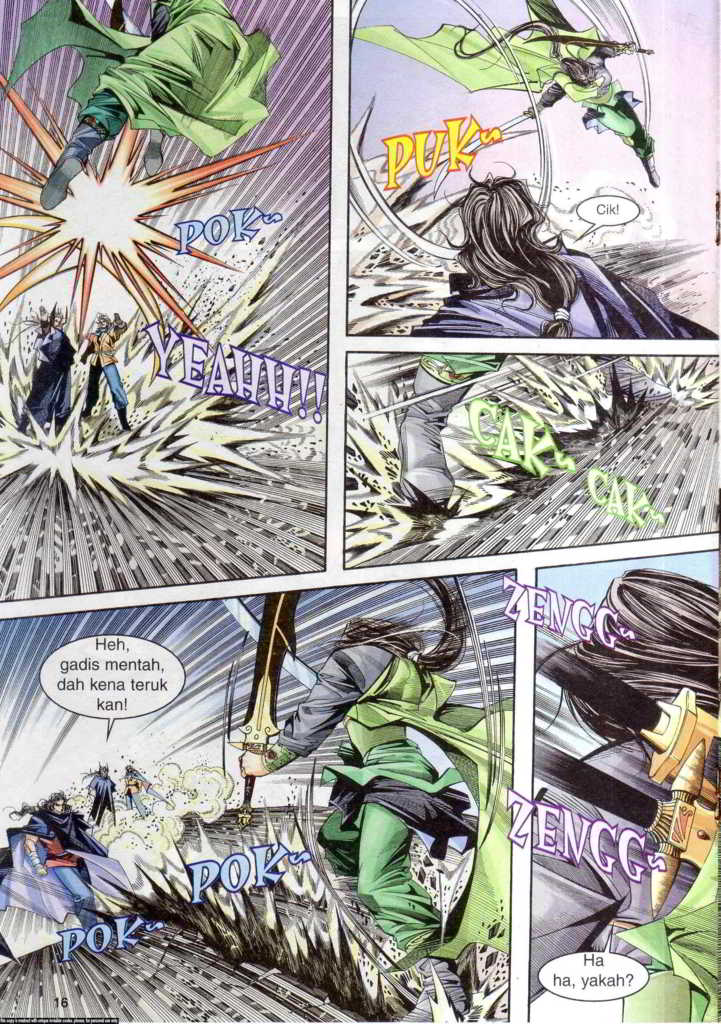 POK~
YEAHH!!
PUK~
Cik!
CAK~
CAK~
Heh,
gadis mentah,
dah kena teruk
kan!
POK~
POK~
ZENGG~
ZENGG~
Ha
ha, yakah?
16